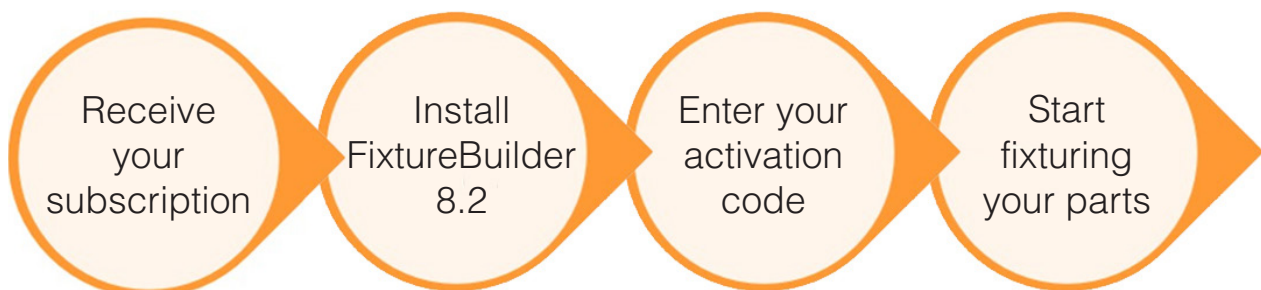 Receive
your
subscription
Install
FixtureBuilder
8.2
Enter your
activation
code
Start
fixturing
your parts